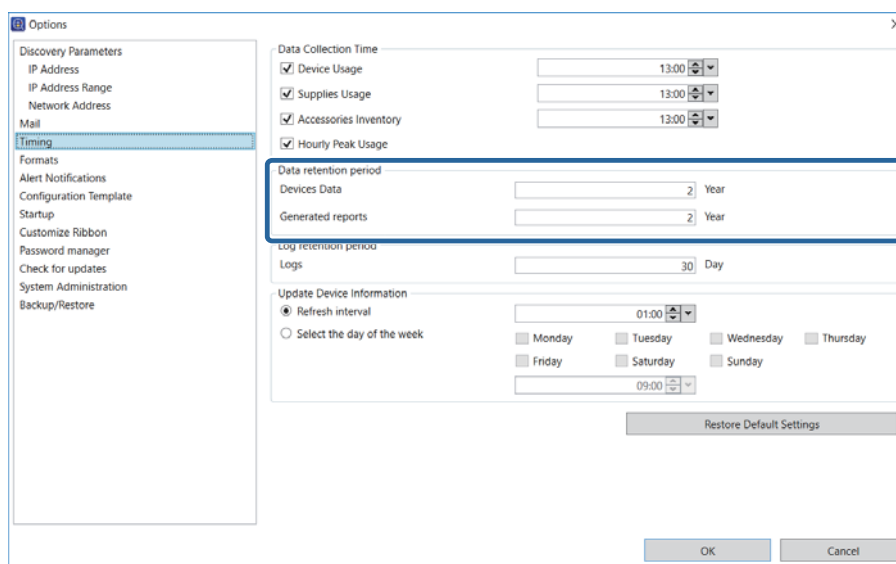 Options
Discovery Parameters
IP Address
IP Address Range
Network Address
Mail
Timing
Formats
Alert Notifications
Configuration Template
Startup
Customize Ribbon
Password manager
Check for updates
System Administration
Backup/Restore
Data Collection Time
Device Usage 13:00
Supplies Usage 13:00
Accessories Inventory 13:00
Hourly Peak Usage
Data retention period
Devices Data 2 Year
Generated reports 2 Year
Log retention period
Logs 30 Day
Update Device Information
Refresh interval 01:00
Select the day of the week
Monday Tuesday Wednesday Thursday
Friday Saturday Sunday
09:00
Restore Default Settings
OK Cancel